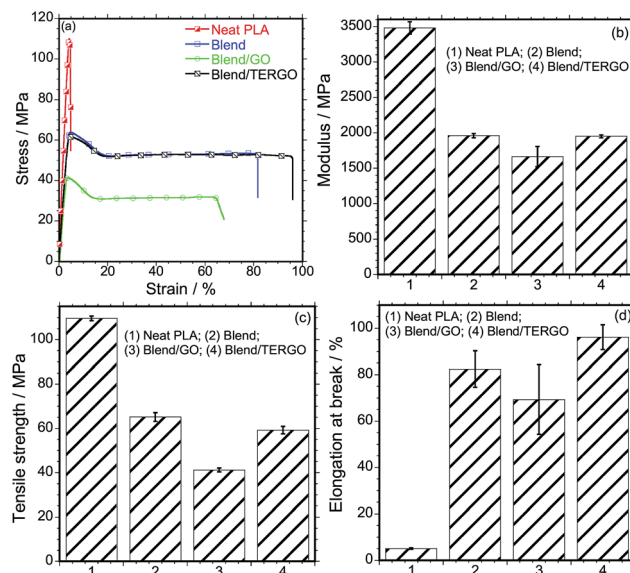 (a)
Neat PLA
Blend
Blend/GO
Blend/TERGO
120
100
80
60
40
20
0
0 20 40 60 80 100
Stress / MPa
Strain / %
(b)
(1) Neat PLA; (2) Blend;
(3) Blend/GO; (4) Blend/TERGO
3500
3000
2500
2000
1500
1000
500
0
1 2 3 4
Modulus / MPa
(c)
(1) Neat PLA; (2) Blend;
(3) Blend/GO; (4) Blend/TERGO
100
80
60
40
20
0
1 2 3 4
Tensile strength / MPa
(d)
(1) Neat PLA; (2) Blend;
(3) Blend/GO; (4) Blend/TERGO
100
80
60
40
20
0
1 2 3 4
Elongation at break / %